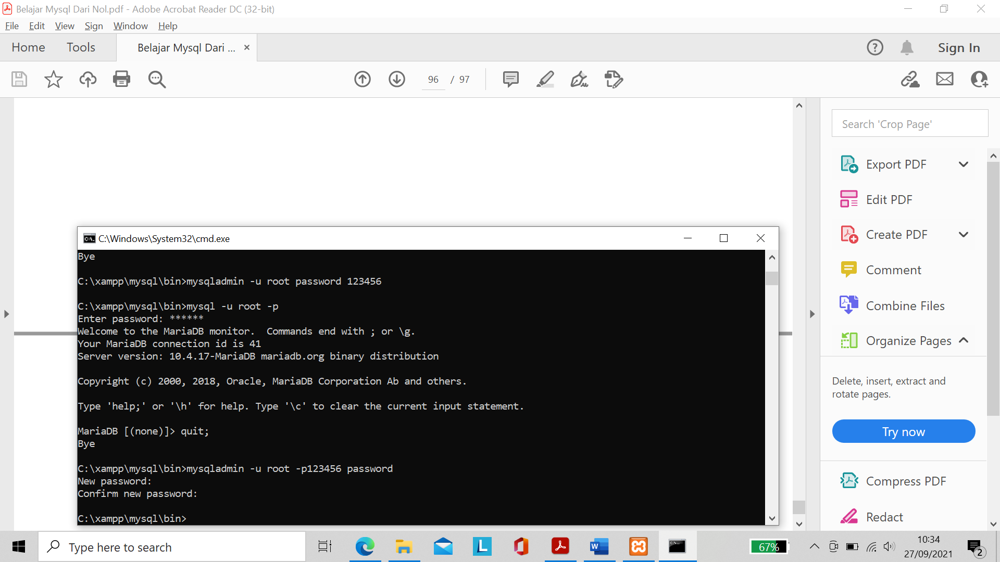 Belajar Mysql Dari Nol.pdf - Adobe Acrobat Reader DC (32-bit)
File Edit View Sign Window Help
Home Tools Belajar Mysql Dari ... × Sign In
96 / 97
Search 'Crop Page'
Export PDF
Edit PDF
Create PDF
Comment
Combine Files
Organize Pages
Delete, insert, extract and
rotate pages.
Try now
Compress PDF
Redact
C:\Windows\System32\cmd.exe
Bye
C:\xampp\mysql\bin>mysqladmin -u root password 123456
C:\xampp\mysql\bin>mysql -u root -p
Enter password: ******
Welcome to the MariaDB monitor.  Commands end with ; or \g.
Your MariaDB connection id is 41
Server version: 10.4.17-MariaDB mariadb.org binary distribution
Copyright (c) 2000, 2018, Oracle, MariaDB Corporation Ab and others.
Type 'help;' or '\h' for help. Type '\c' to clear the current input statement.
MariaDB [(none)]> quit;
Bye
C:\xampp\mysql\bin>mysqladmin -u root -p123456 password
New password:
Confirm new password:
C:\xampp\mysql\bin>
Type here to search
67%
10:34
27/09/2021
2